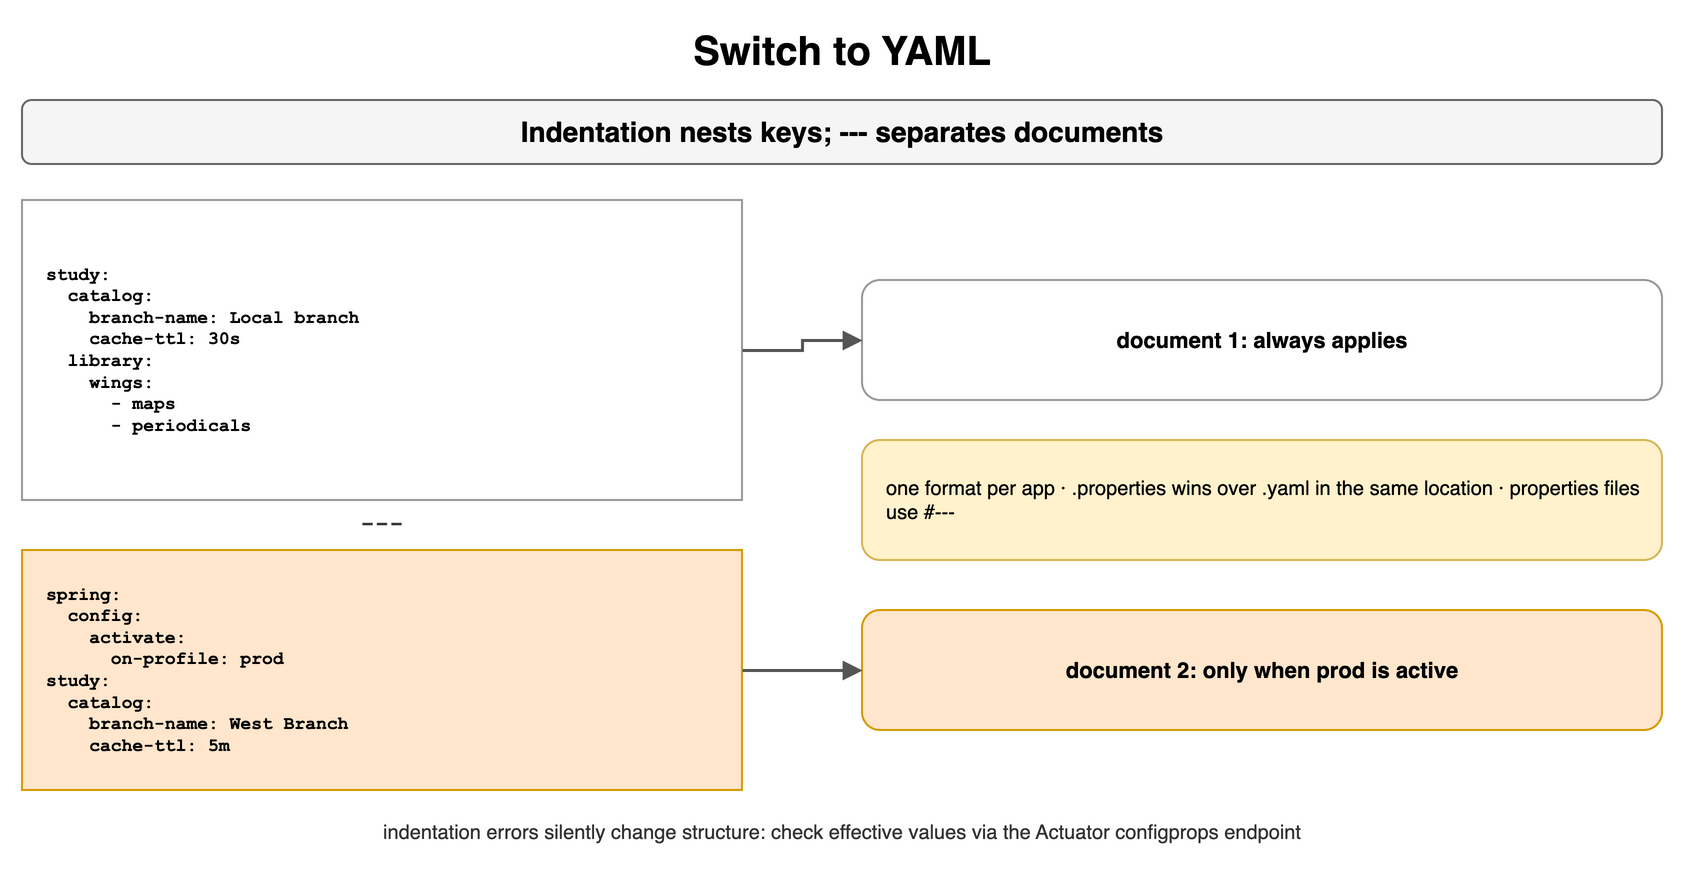 Switch to YAML
Indentation nests keys; --- separates documents
study:
  catalog:
    branch-name: Local branch
    cache-ttl: 30s
  library:
    wings:
      - maps
      - periodicals
document 1: always applies
one format per app · .properties wins over .yaml in the same location · properties files
use #---
---
spring:
  config:
    activate:
      on-profile: prod
study:
  catalog:
    branch-name: West Branch
    cache-ttl: 5m
document 2: only when prod is active
indentation errors silently change structure: check effective values via the Actuator configprops endpoint